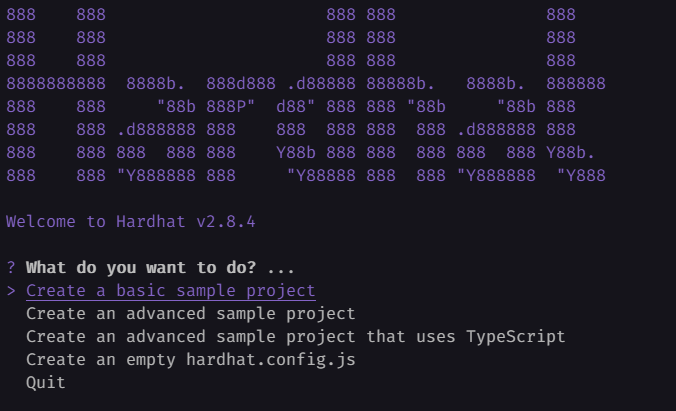 888    888                      888 888               888
888    888                      888 888               888
888    888                      888 888               888
8888888888  8888b.  888d888 .d88888 88888b.   8888b.  888888
888    888     "88b 888P"  d88" 888 888 "88b     "88b 888
888    888 .d888888 888    888  888 888  888 .d888888 888
888    888 888  888 888    Y88b 888 888  888 888  888 Y88b.
888    888 "Y888888 888     "Y88888 888  888 "Y888888  "Y888
Welcome to Hardhat v2.8.4
? What do you want to do? ...
> Create a basic sample project
Create an advanced sample project
Create an advanced sample project that uses TypeScript
Create an empty hardhat.config.js
Quit